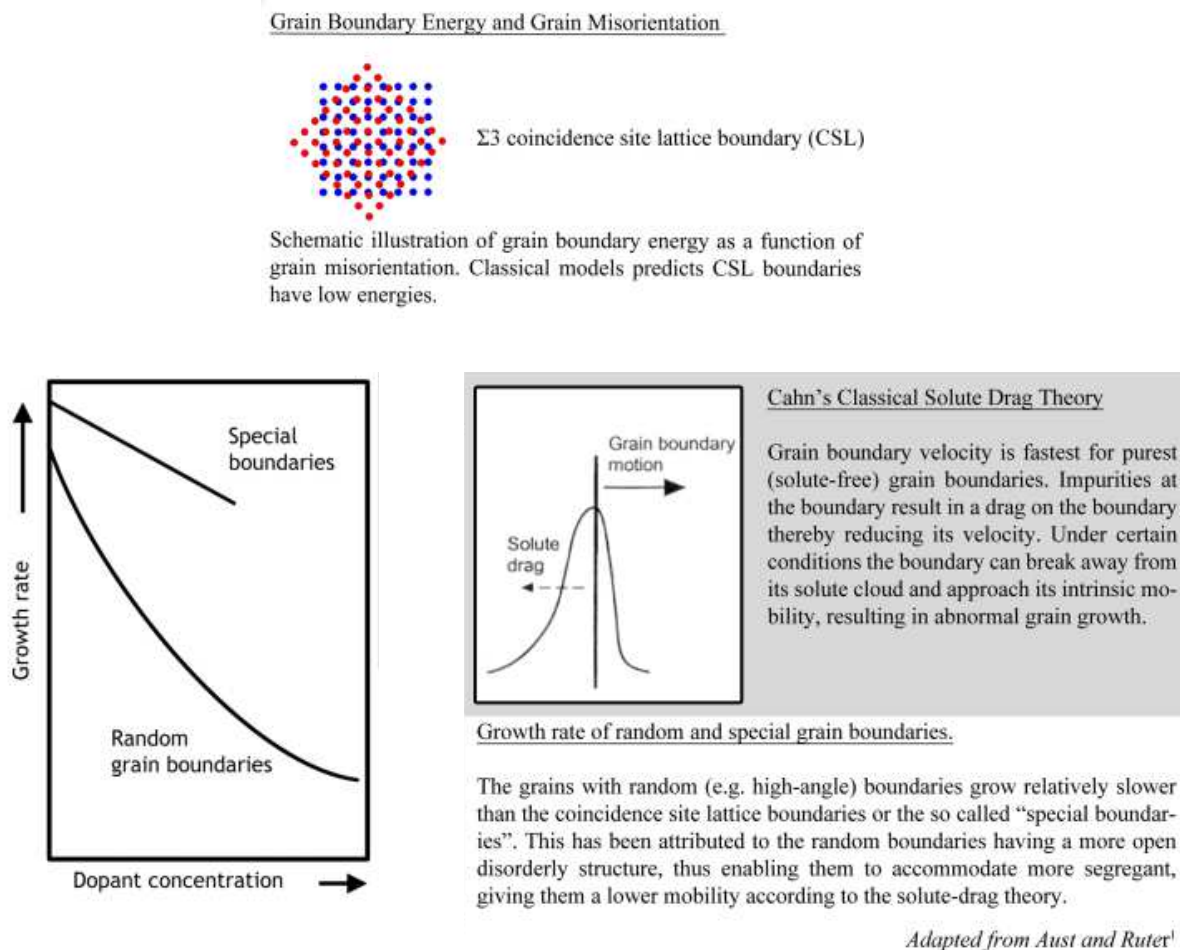 Grain Boundary Energy and Grain Misorientation
Σ3 coincidence site lattice boundary (CSL)
Schematic illustration of grain boundary energy as a function of
grain misorientation. Classical models predicts CSL boundaries
have low energies.
Growth rate
Special
boundaries
Random
grain boundaries
Dopant concentration
Grain boundary
motion
Solute
drag
Cahn's Classical Solute Drag Theory
Grain boundary velocity is fastest for purest
(solute-free) grain boundaries. Impurities at
the boundary result in a drag on the boundary
thereby reducing its velocity. Under certain
conditions the boundary can break away from
its solute cloud and approach its intrinsic mo-
bility, resulting in abnormal grain growth.
Growth rate of random and special grain boundaries.
The grains with random (e.g. high-angle) boundaries grow relatively slower
than the coincidence site lattice boundaries or the so called “special boundar-
ies”. This has been attributed to the random boundaries having a more open
disorderly structure, thus enabling them to accommodate more segregant,
giving them a lower mobility according to the solute-drag theory.
Adapted from Aust and Ruter¹